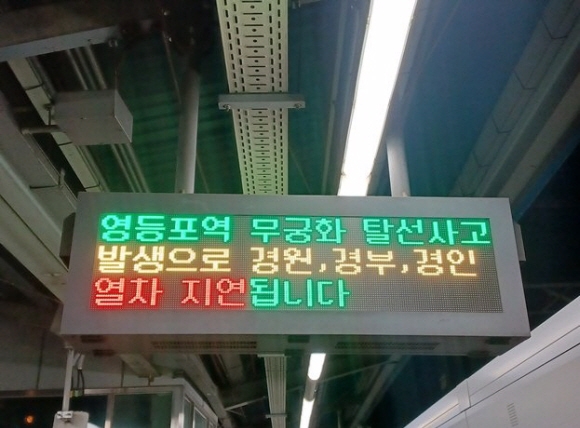 영등포역 무궁화 탈선사고
발생으로 경원,경부,경인
열차 지연됩니다